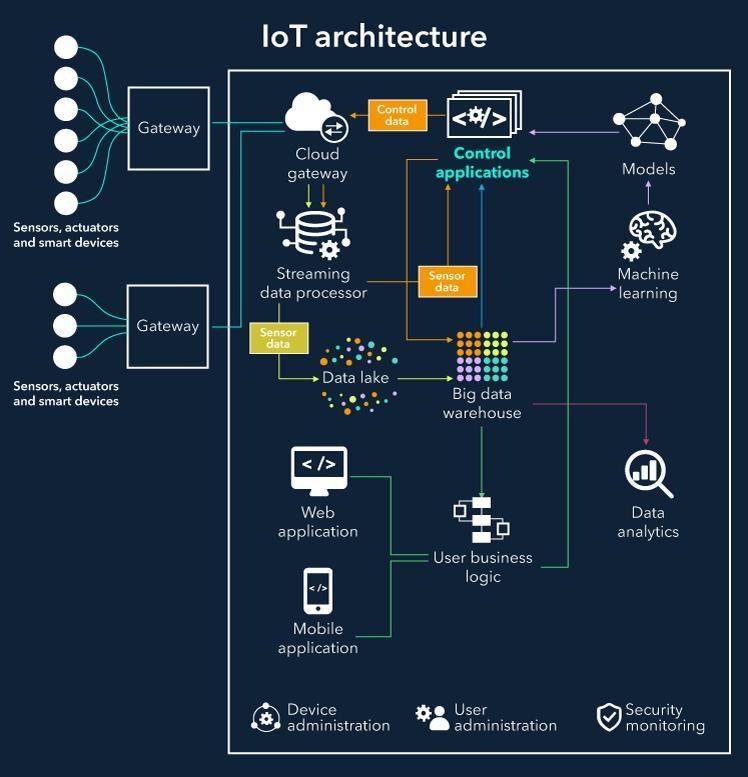 IoT architecture
Gateway
Sensors, actuators
and smart devices
Gateway
Sensors, actuators
and smart devices
Cloud
gateway
Control
data
</>
Control
applications
Models
Streaming
data processor
Sensor
data
Machine
learning
Sensor
data
Data lake
Big data
warehouse
</>
Web
application
User business
logic
Data
analytics
</>
Mobile
application
Device
administration
User
administration
Security
monitoring